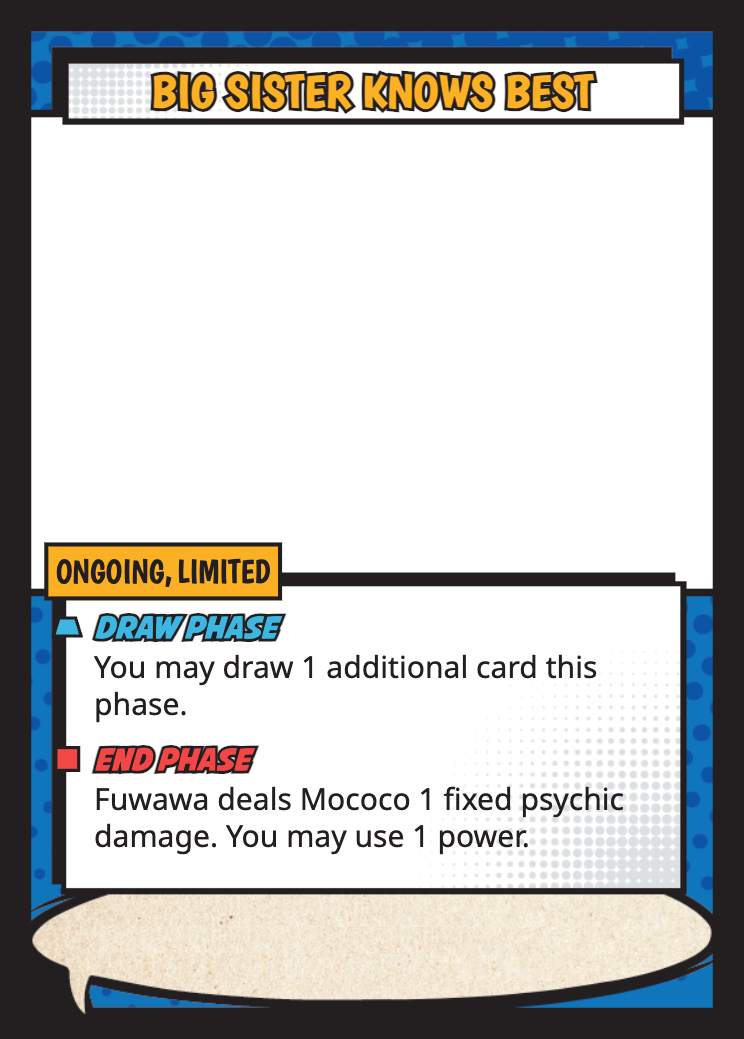 BIG SISTER KNOWS BEST
ONGOING, LIMITED
DRAW PHASE
You may draw 1 additional card this
phase.
END PHASE
Fuwawa deals Mococo 1 fixed psychic
damage. You may use 1 power.